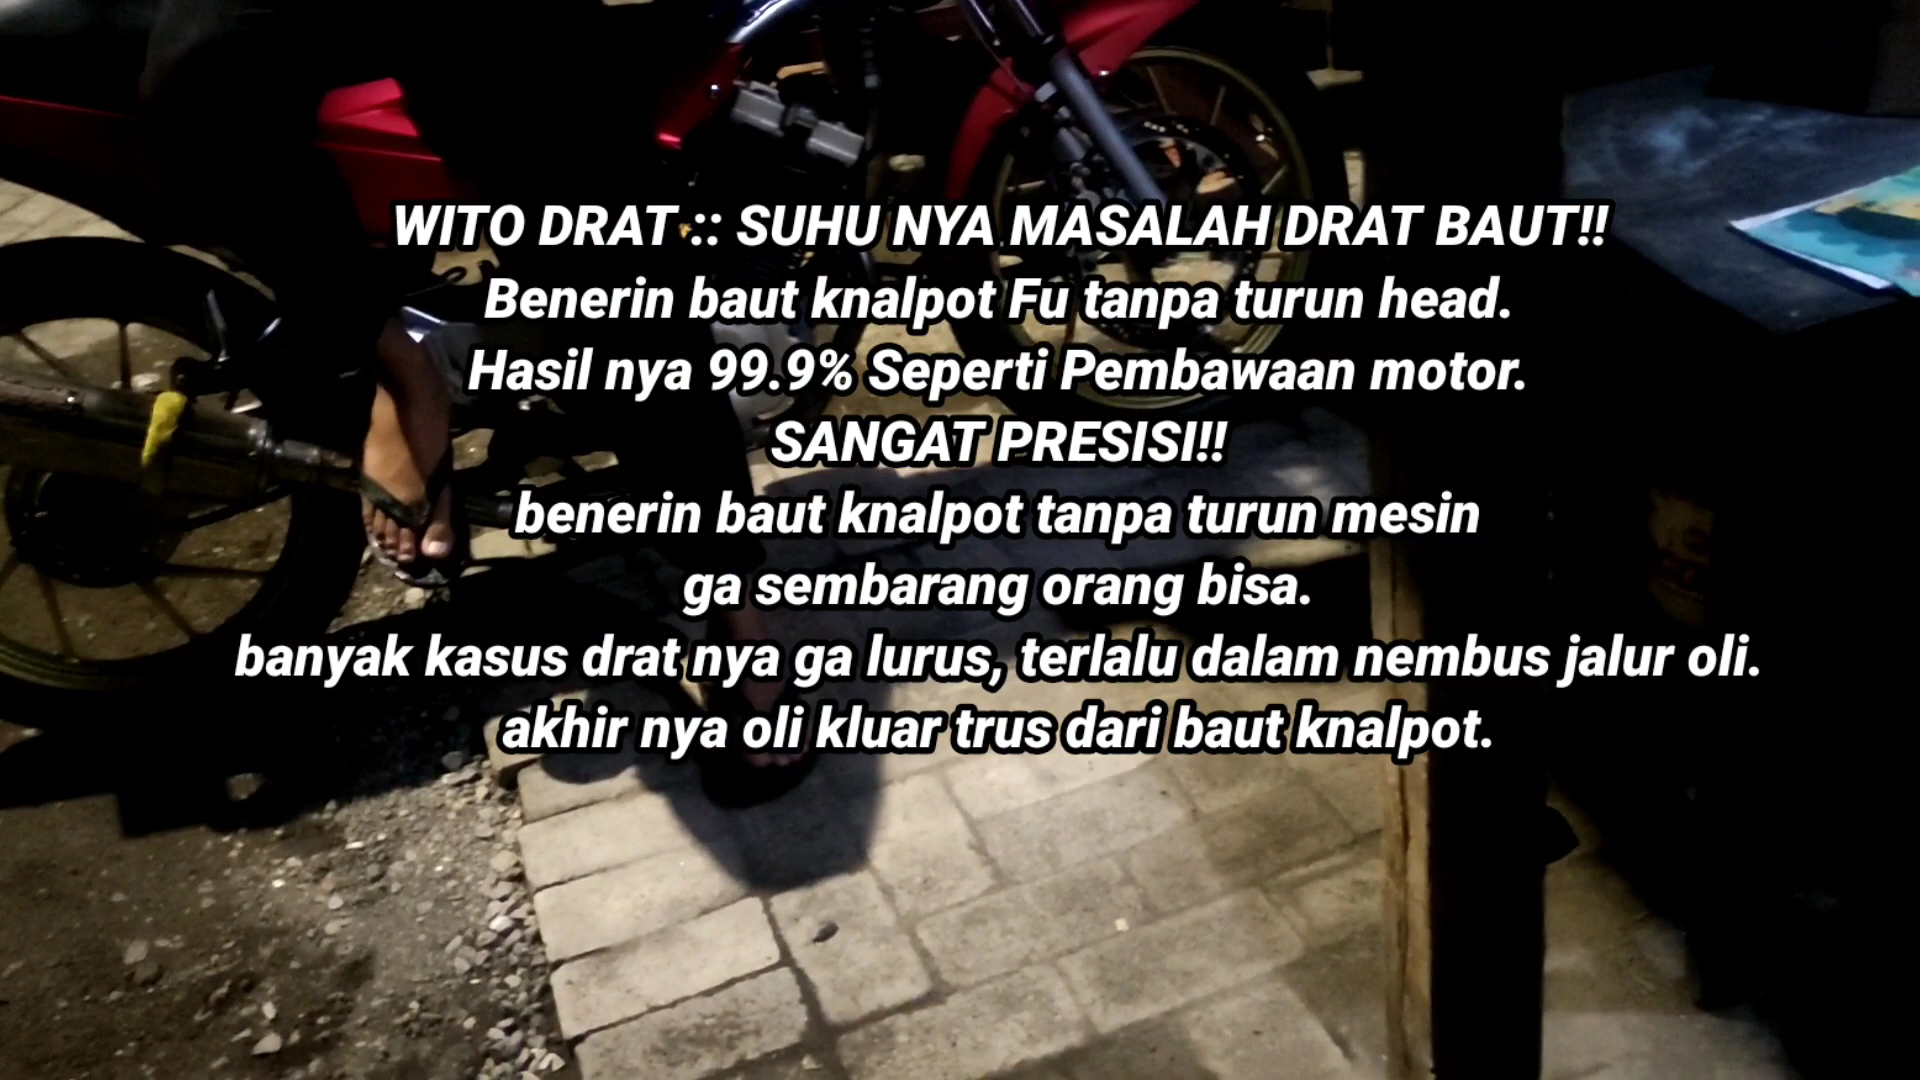 WITO DRAT :: SUHU NYA MASALAH DRAT BAUT!!
Benerin baut knalpot Fu tanpa turun head.
Hasil nya 99.9% Seperti Pembawaan motor.
SANGAT PRESISI!!
benerin baut knalpot tanpa turun mesin
ga sembarang orang bisa.
banyak kasus drat nya ga lurus, terlalu dalam nembus jalur oli.
akhir nya oli kluar trus dari baut knalpot.